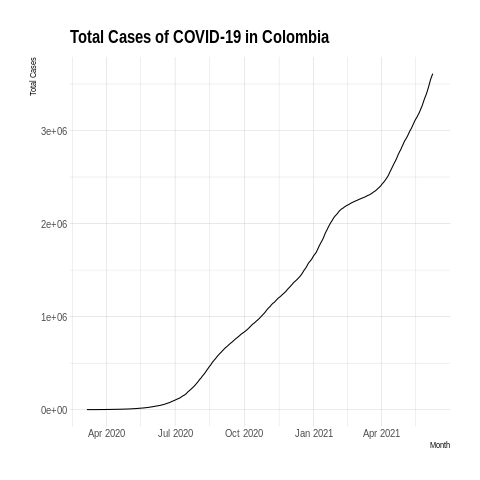 Total Cases of COVID-19 in Colombia
Total Cases
3e+06
2e+06
1e+06
0e+00
Apr 2020 Jul 2020 Oct 2020 Jan 2021 Apr 2021
Month